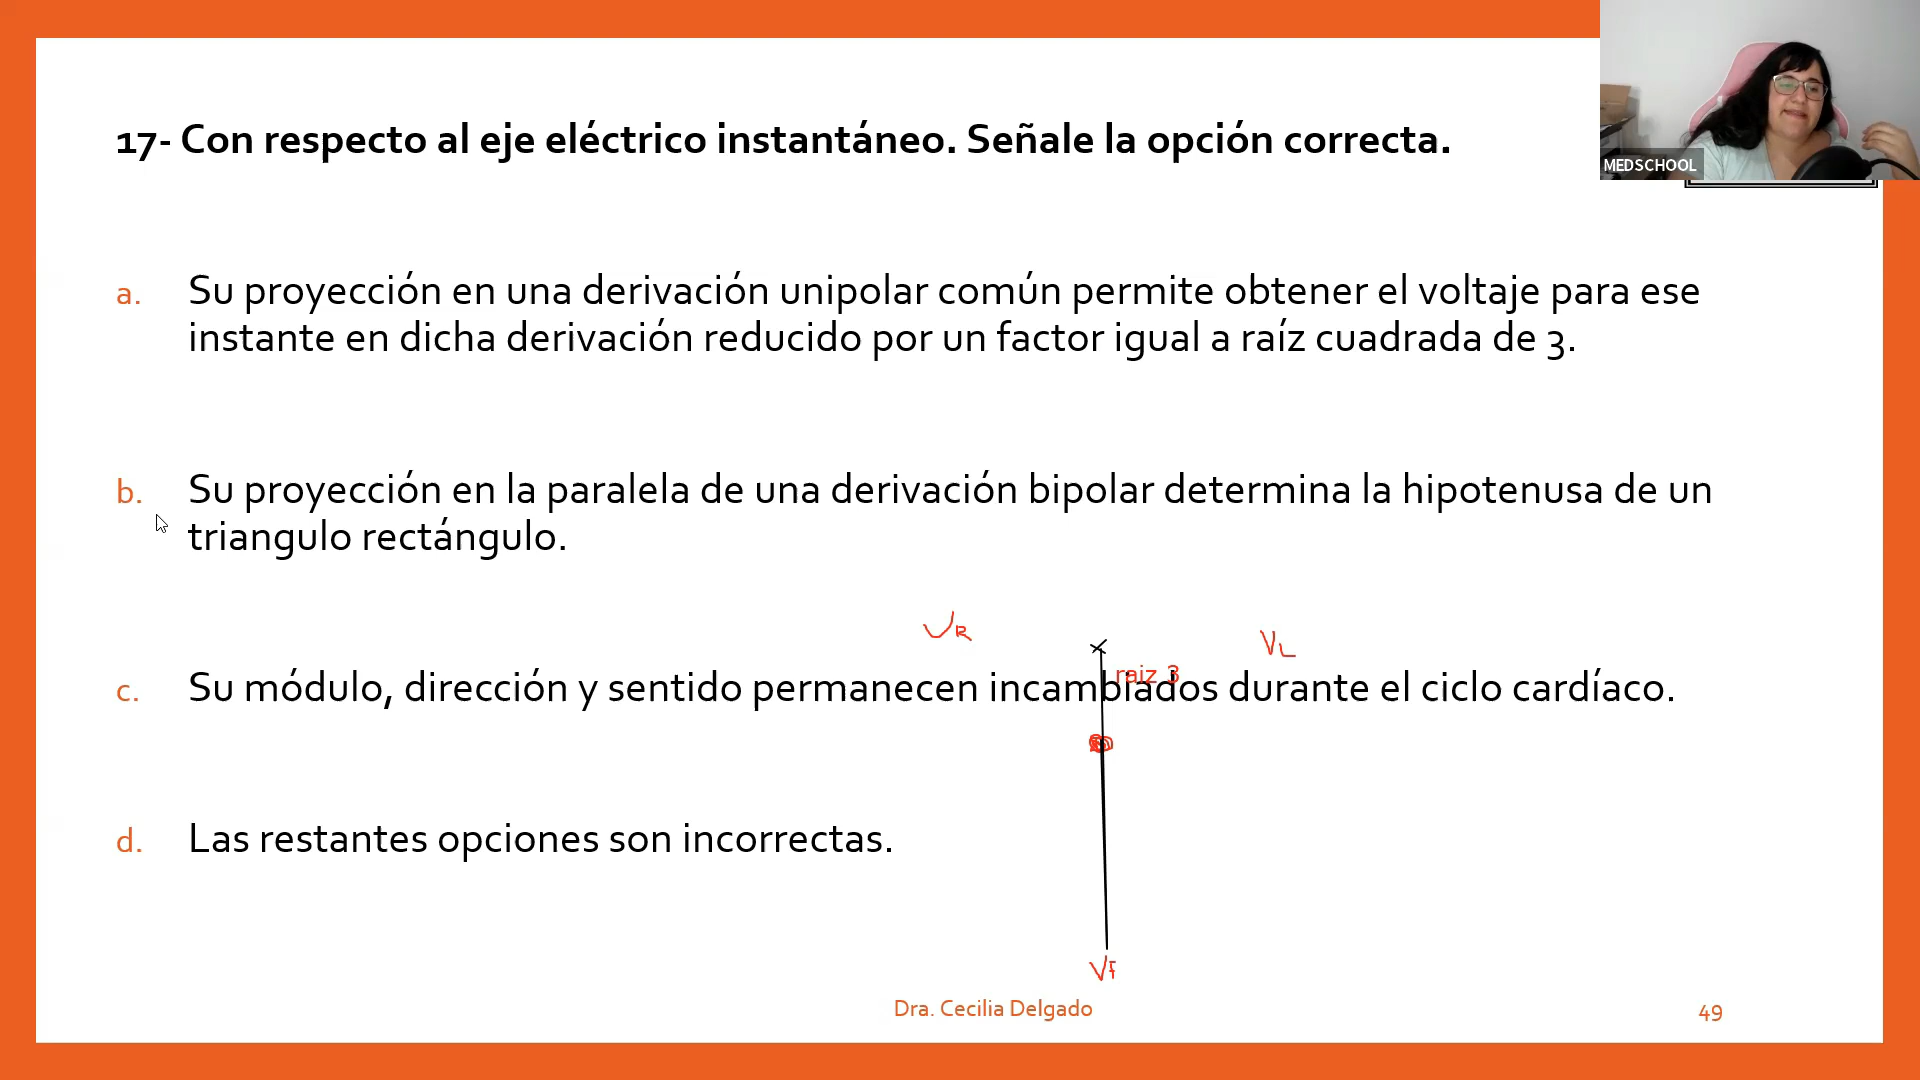 17- Con respecto al eje eléctrico instantáneo. Señale la opción correcta.
MEDSCHOOL
a. Su proyección en una derivación unipolar común permite obtener el voltaje para ese
instante en dicha derivación reducido por un factor igual a raíz cuadrada de 3.
b. Su proyección en la paralela de una derivación bipolar determina la hipotenusa de un
triangulo rectángulo.
VR
VL
raiz 3
c. Su módulo, dirección y sentido permanecen incambiados durante el ciclo cardíaco.
d. Las restantes opciones son incorrectas.
VF
Dra. Cecilia Delgado
49